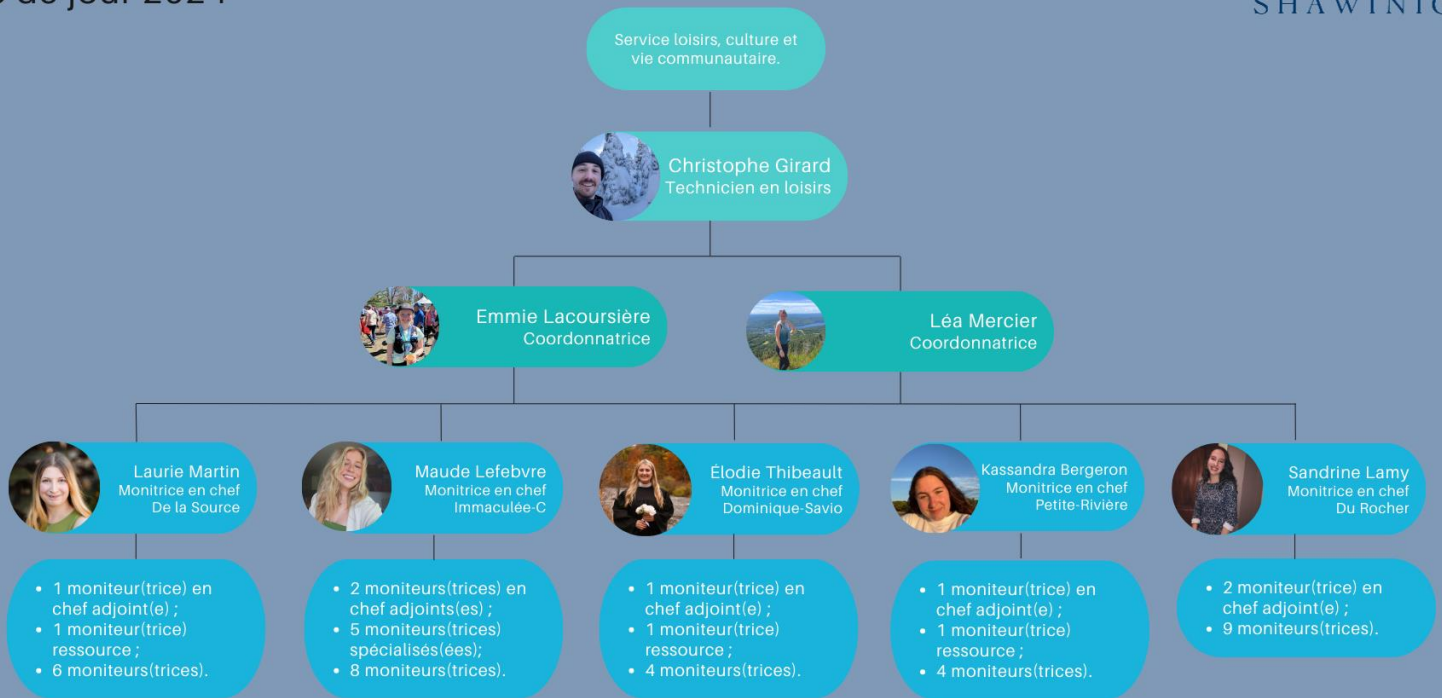 de jour 2024
SHAWINIG
Service loisirs, culture et
vie communautaire.
Christophe Girard
Technicien en loisirs
Emmie Lacoursière
Coordonnatrice
Léa Mercier
Coordonnatrice
Laurie Martin
Monitrice en chef
De la Source
Maude Lefebvre
Monitrice en chef
Immaculée-C
Élodie Thibeault
Monitrice en chef
Dominique-Savio
Kassandra Bergeron
Monitrice en chef
Petite-Rivière
Sandrine Lamy
Monitrice en chef
Du Rocher
• 1 moniteur(trice) en
chef adjoint(e) ;
• 1 moniteur(trice)
ressource ;
• 6 moniteurs(trices).
• 2 moniteurs(trices) en
chef adjoints(es) ;
• 5 moniteurs(trices)
spécialisés(ées);
• 8 moniteurs(trices).
• 1 moniteur(trice) en
chef adjoint(e) ;
• 1 moniteur(trice)
ressource ;
• 4 moniteurs(trices).
• 1 moniteur(trice) en
chef adjoint(e) ;
• 1 moniteur(trice)
ressource ;
• 4 moniteurs(trices).
• 2 moniteur(trice) en
chef adjoint(e) ;
• 9 moniteurs(trices).